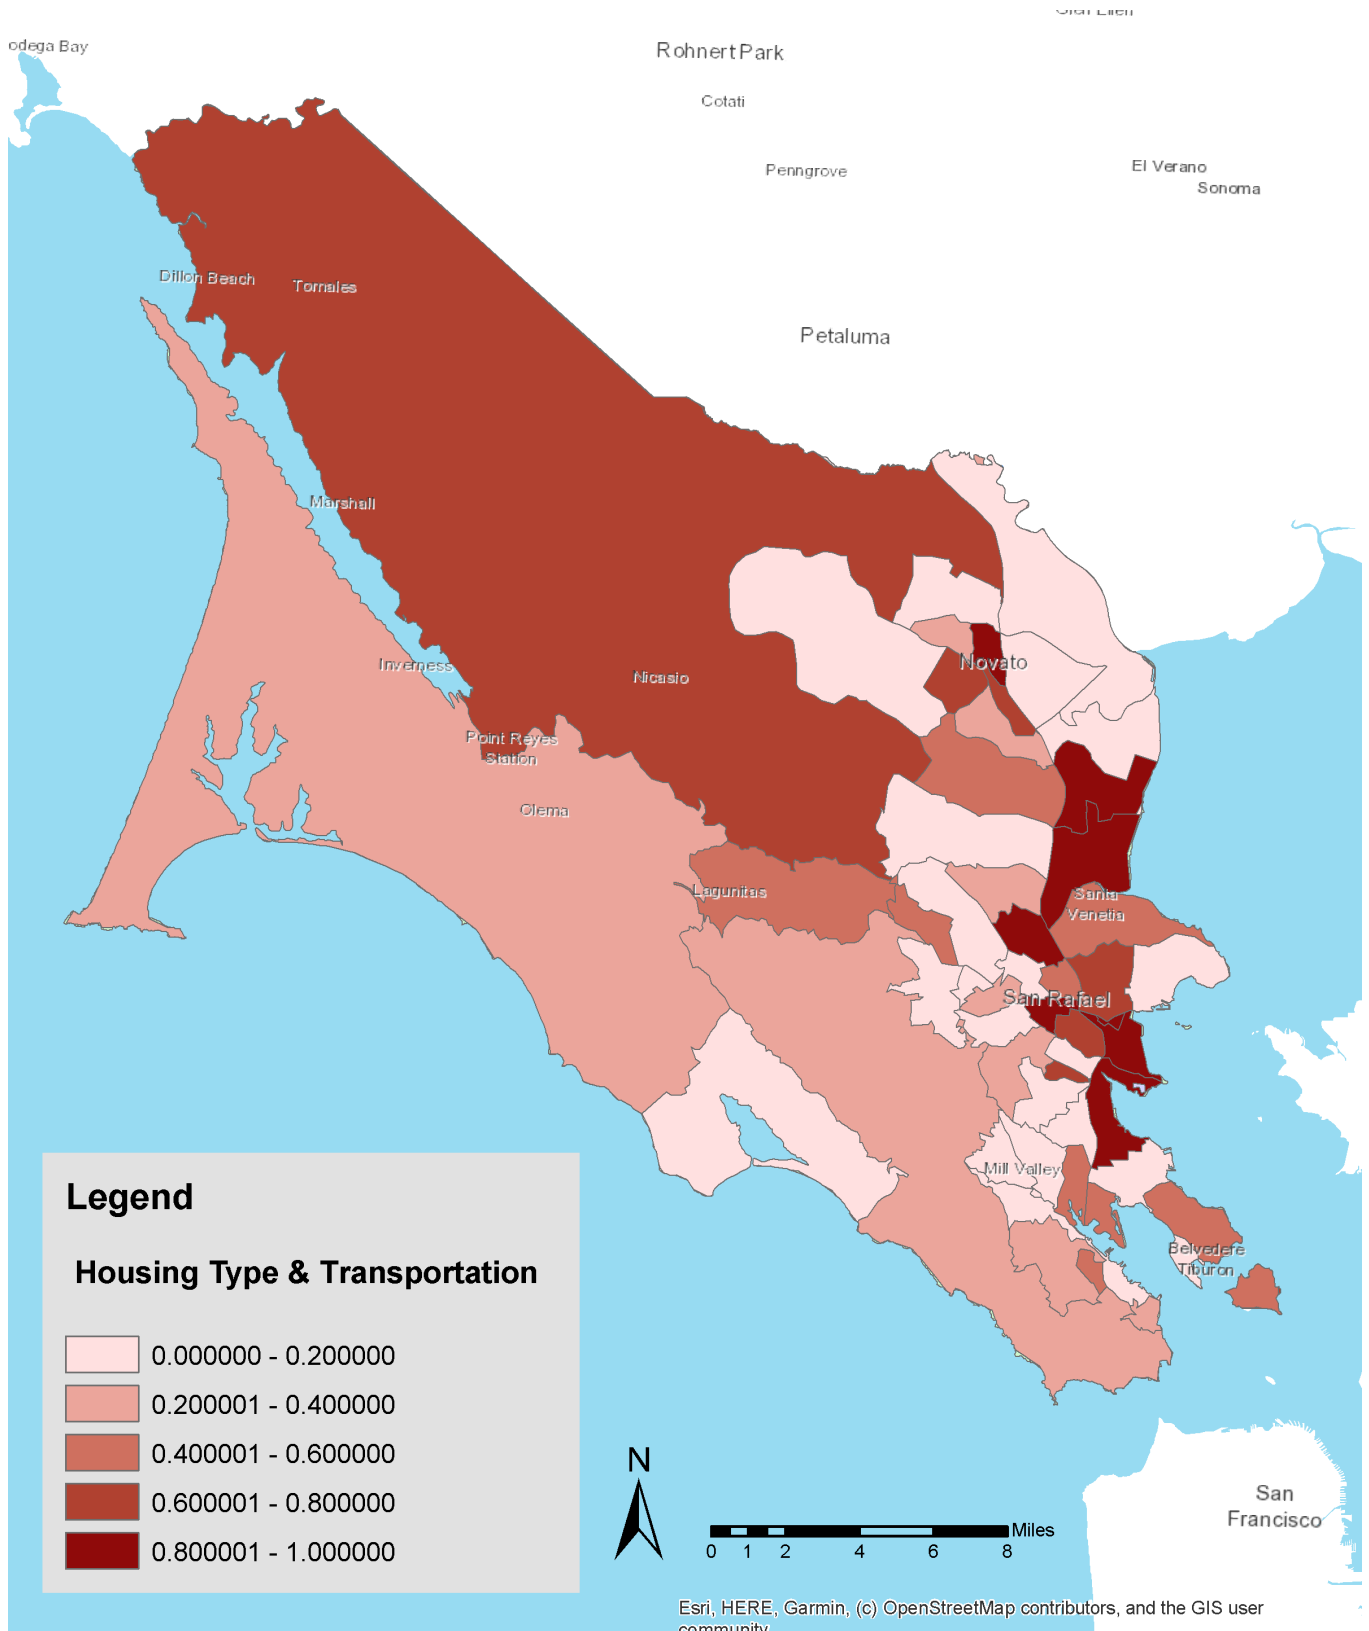 odega Bay
Rohnert Park
Cotati
Penngrove
El Verano
Sonoma
Petaluma
Dillon Beach
Tomales
Marshall
Inverness
Nicasio
Novato
Point Reyes
Station
Olema
Lagunitas
Santa
Venetia
San Rafael
Mill Valley
Belvedere
Tiburon
Legend
Housing Type & Transportation
0.000000 - 0.200000
0.200001 - 0.400000
0.400001 - 0.600000
0.600001 - 0.800000
0.800001 - 1.000000
N
Miles
0 1 2 4 6 8
San
Francisco
Esri, HERE, Garmin, (c) OpenStreetMap contributors, and the GIS user
community